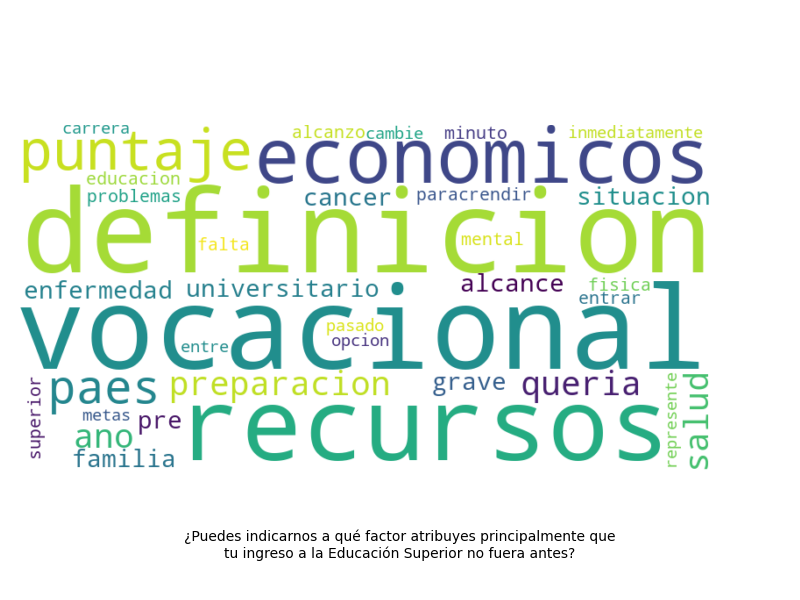 carrera
alcanzo
cambie
minuto
inmediatamente
puntaje
economicos
educacion
problemas
cancer
paracrendir
situacion
definicion
falta
mental
enfermedad
universitario
alcance
fisica
entrar
vocacional
pasado
opcion
entre
paes
preparacion
grave
queria
superior
metas
pre
recursos
represente
salud
ano
familia
¿Puedes indicarnos a qué factor atribuyes principalmente que
tu ingreso a la Educación Superior no fuera antes?